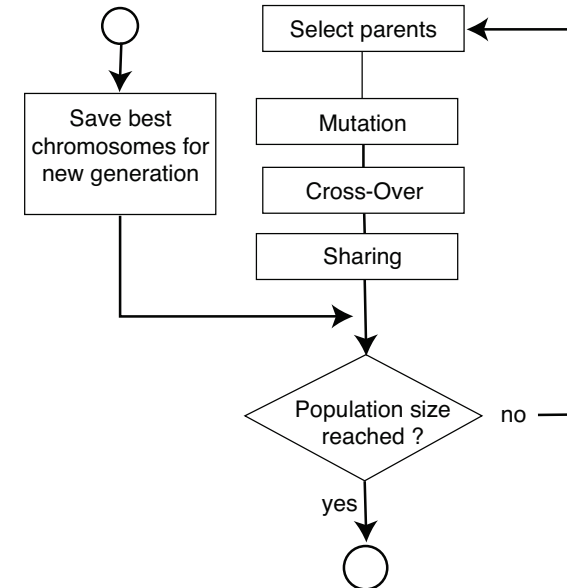 Save best
chromosomes for
new generation
Select parents
Mutation
Cross-Over
Sharing
Population size
reached ?
no
yes